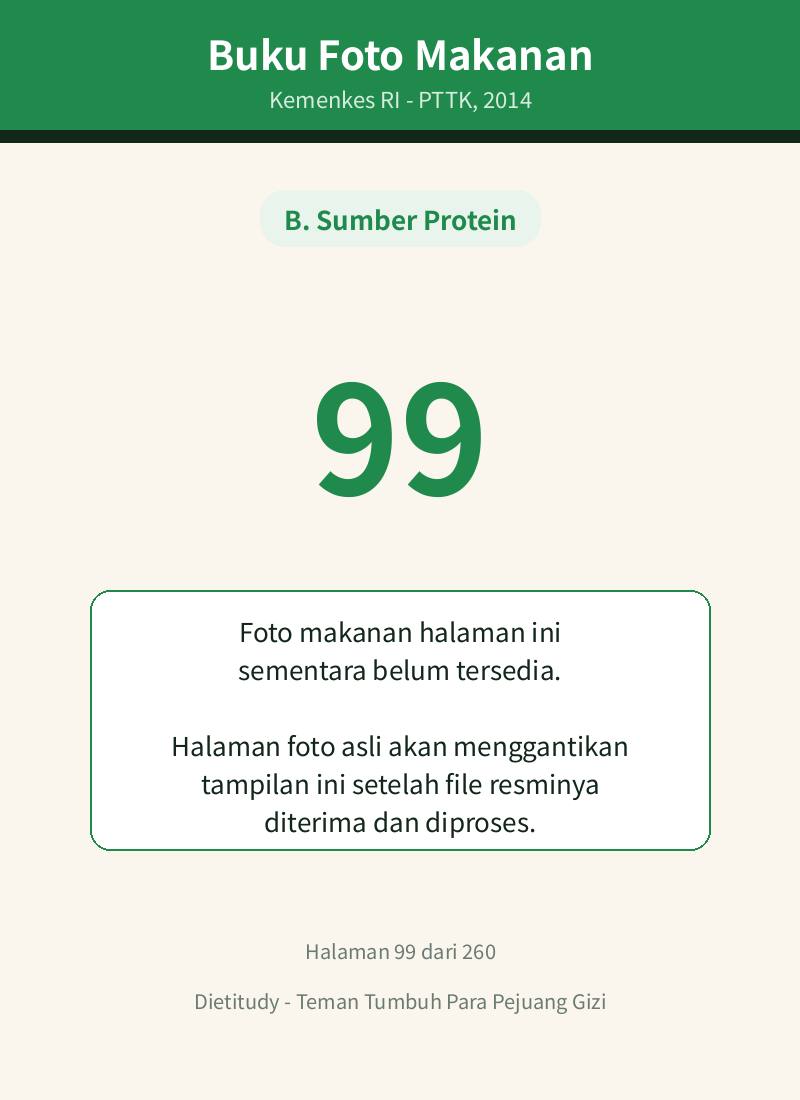 Buku Foto Makanan
Kemenkes RI - PTTK, 2014
B. Sumber Protein
99
Foto makanan halaman ini
sementara belum tersedia.
Halaman foto asli akan menggantikan
tampilan ini setelah file resminya
diterima dan diproses.
Halaman 99 dari 260
Dietitudy - Teman Tumbuh Para Pejuang Gizi